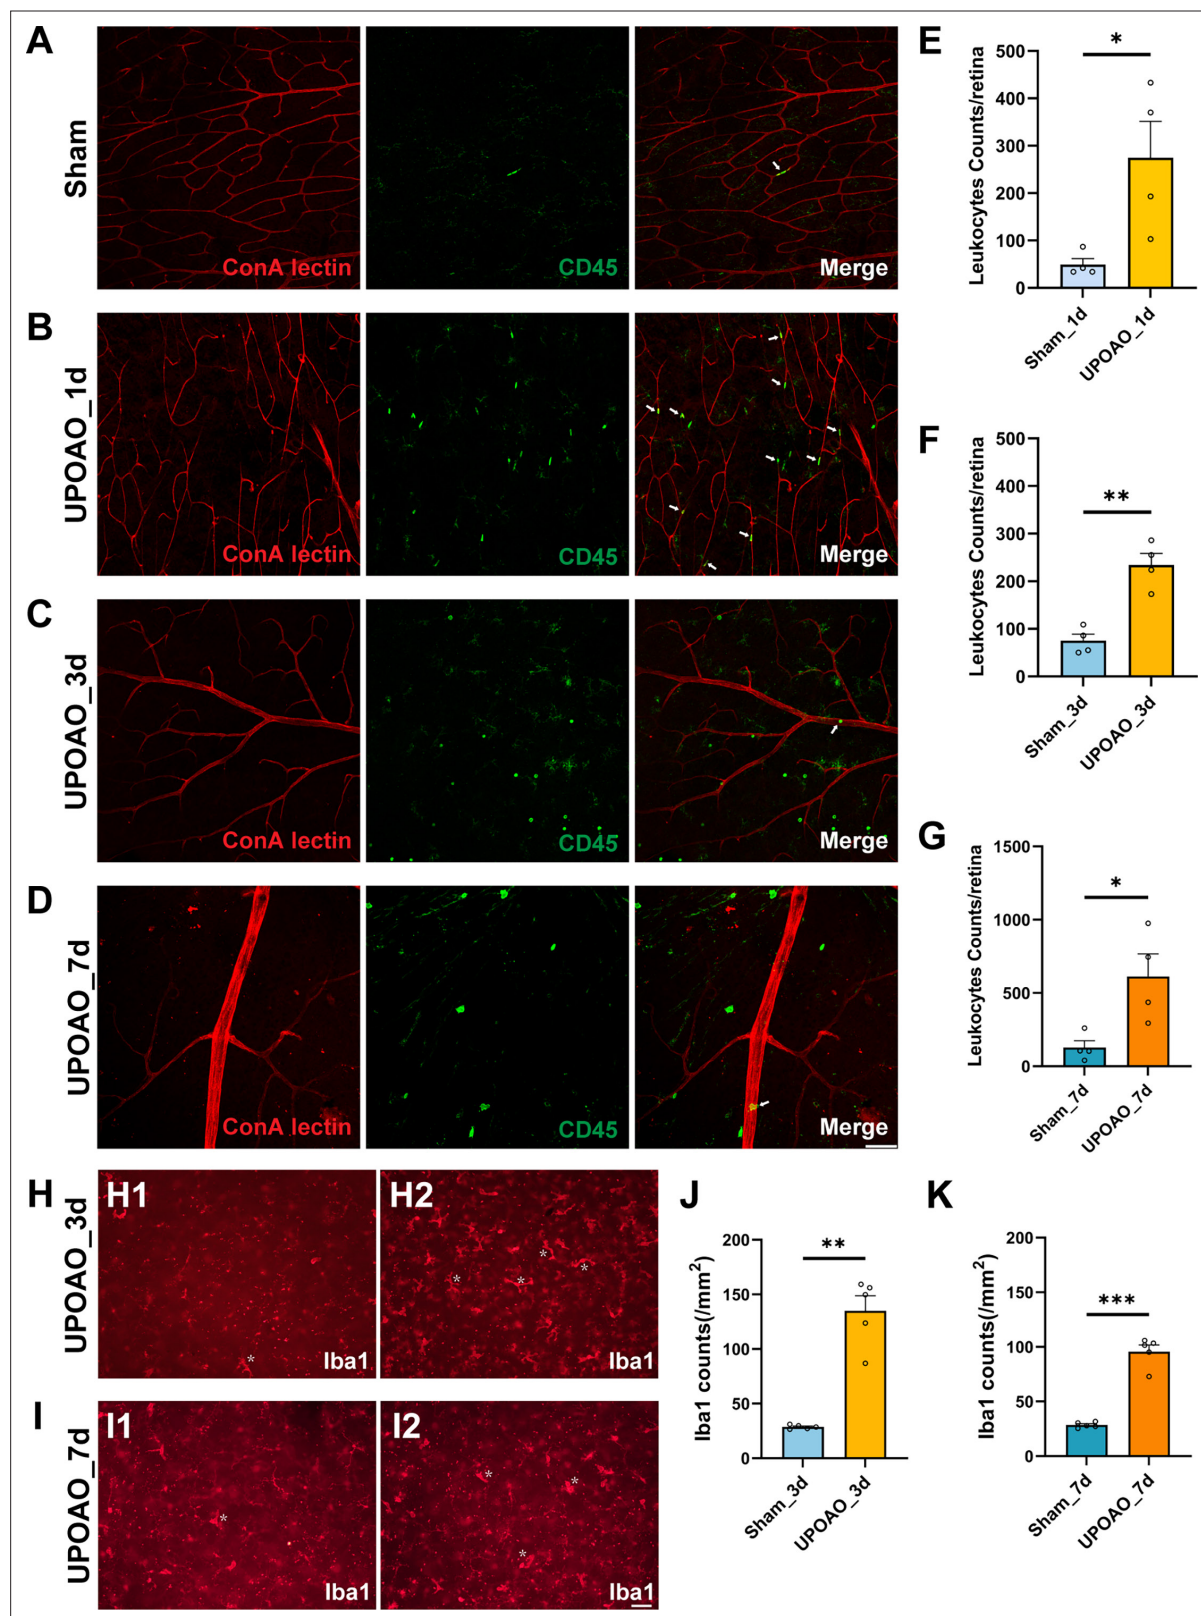 A
Sham
ConA lectin
CD45
Merge
B
UPOAO_1d
ConA lectin
CD45
Merge
C
UPOAO_3d
ConA lectin
CD45
Merge
D
UPOAO_7d
ConA lectin
CD45
Merge
E
Leukocytes Counts/retina
500
400
300
200
100
0
*
Sham_1d
UPOAO_1d
F
Leukocytes Counts/retina
500
400
300
200
100
0
**
Sham_3d
UPOAO_3d
G
Leukocytes Counts/retina
1500
1000
500
0
*
Sham_7d
UPOAO_7d
H
UPOAO_3d
H1
*
Iba1
H2
*
*
*
*
Iba1
I
UPOAO_7d
I1
*
Iba1
I2
*
*
*
Iba1
J
Iba1 counts(/mm²)
200
150
100
50
0
**
Sham_3d
UPOAO_3d
K
Iba1 counts(/mm²)
200
150
100
50
0
***
Sham_7d
UPOAO_7d